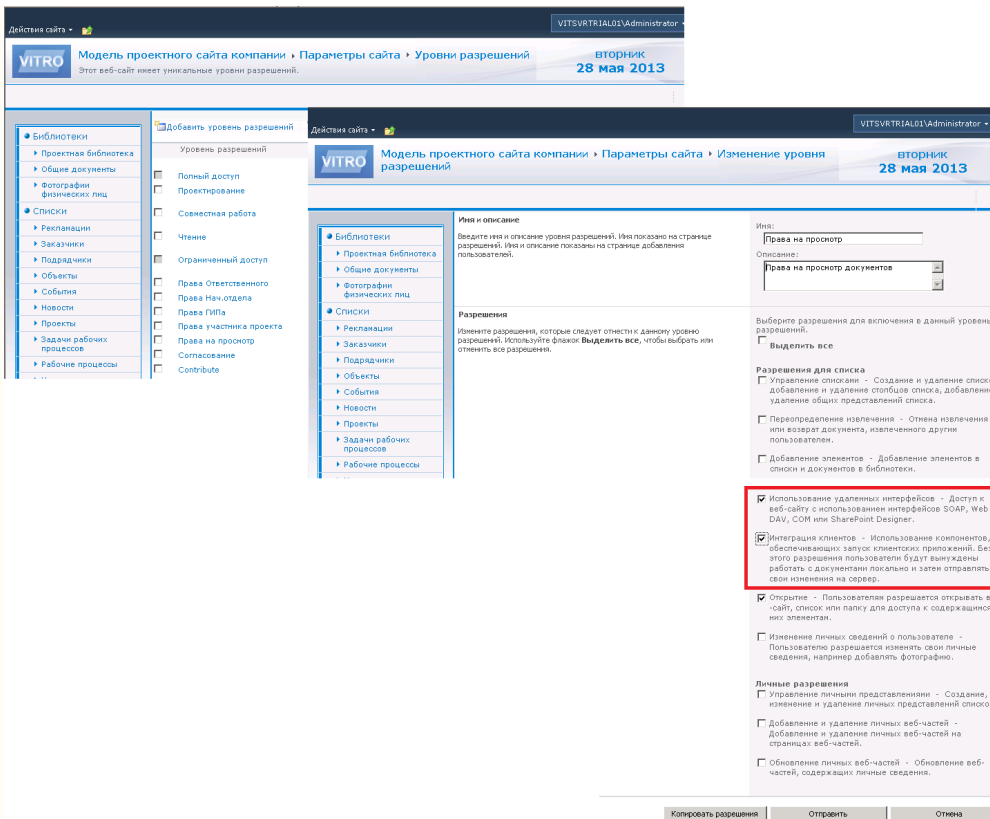 Действия сайта
VITSVRTRIAL01\Administrator
VITRO
Модель проектного сайта компании › Параметры сайта › Уровни разрешений
Этот веб-сайт имеет уникальные уровни разрешений.
вторник
28 мая 2013
Библиотеки
Проектная библиотека
Общие документы
Фотографии
физических лиц
Списки
Рекламации
Заказчики
Подрядчики
Объекты
События
Новости
Проекты
Задачи рабочих
процессов
Рабочие процессы
Добавить уровень разрешений
Уровень разрешений
Полный доступ
Проектирование
Совместная работа
Чтение
Ограниченный доступ
Права Ответственного
Права Нач.отдела
Права ГИПа
Права участника проекта
Права на просмотр
Согласование
Contribute
Действия сайта
VITSVRTRIAL01\Administrator
VITRO
Модель проектного сайта компании › Параметры сайта › Изменение уровня
разрешений
вторник
28 мая 2013
Библиотеки
Проектная библиотека
Общие документы
Фотографии
физических лиц
Списки
Рекламации
Заказчики
Подрядчики
Объекты
События
Новости
Проекты
Задачи рабочих
процессов
Рабочие процессы
Имя и описание
Введите имя и описание уровня разрешений. Имя показано на странице
разрешений. Имя и описание показаны на странице добавления
пользователей.
Имя:
Права на просмотр
Описание:
Права на просмотр документов
Разрешения
Измените разрешения, которые следует отнести к данному уровню
разрешений. Используйте флажок Выделить все, чтобы выбрать или
отменить все разрешения.
Выберите разрешения для включения в данный уровень
разрешений.
Выделить все
Разрешения для списка
Управление списками - Создание и удаление списко
добавление и удаление столбцов списка, добавление
удаление общих представлений списка.
Переопределение извлечения - Отмена извлечения
или возврат документа, извлеченного другим
пользователем.
Добавление элементов - Добавление элементов в
списки и документов в библиотеки.
Использование удаленных интерфейсов - Доступ к
веб-сайту с использованием интерфейсов SOAP, Web
DAV, COM или SharePoint Designer.
Интеграция клиентов - Использование компонентов,
обеспечивающих запуск клиентских приложений. Без
этого разрешения пользователи будут вынуждены
работать с документами локально и затем отправлять
свои изменения на сервер.
Открытие - Пользователям разрешается открывать в
-сайт, список или папку для доступа к содержащимся
них элементам.
Изменение личных сведений о пользователе -
Пользователю разрешается изменять свои личные
сведения, например добавлять фотографию.
Личные разрешения
Управление личными представлениями - Создание,
изменение и удаление личных представлений списко
Добавление и удаление личных веб-частей -
Добавление и удаление личных веб-частей на
страницах веб-частей.
Обновление личных веб-частей - Обновление веб-
частей, содержащих личные сведения.
Копировать разрешения
Отправить
Отмена